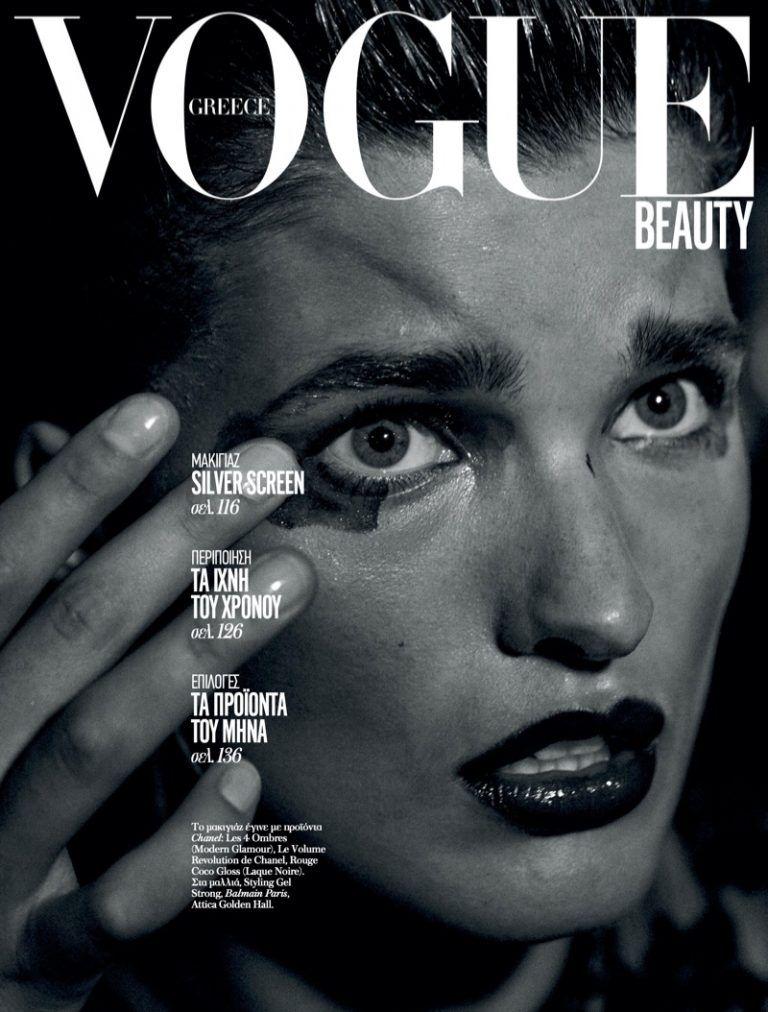 VOGUE
GREECE
BEAUTY
ΜΑΚΙΓΙΑΖ
SILVER SCREEN
σελ. 116
ΠΕΡΙΠΟΙΗΣΗ
ΤΑ ΙΧΝΗ
ΤΟΥ ΧΡΟΝΟΥ
σελ. 126
ΕΠΙΛΟΓΕΣ
ΤΑ ΠΡΟΪΟΝΤΑ
ΤΟΥ ΜΗΝΑ
σελ. 136
Το μακιγιάζ έγινε με προϊόντα
Chanel: Les 4 Ombres
(Modern Glamour), Le Volume
Revolution de Chanel, Rouge
Coco Gloss (Laque Noire).
Στα μαλλιά, Styling Gel
Strong, Balmain Paris,
Attica Golden Hall.